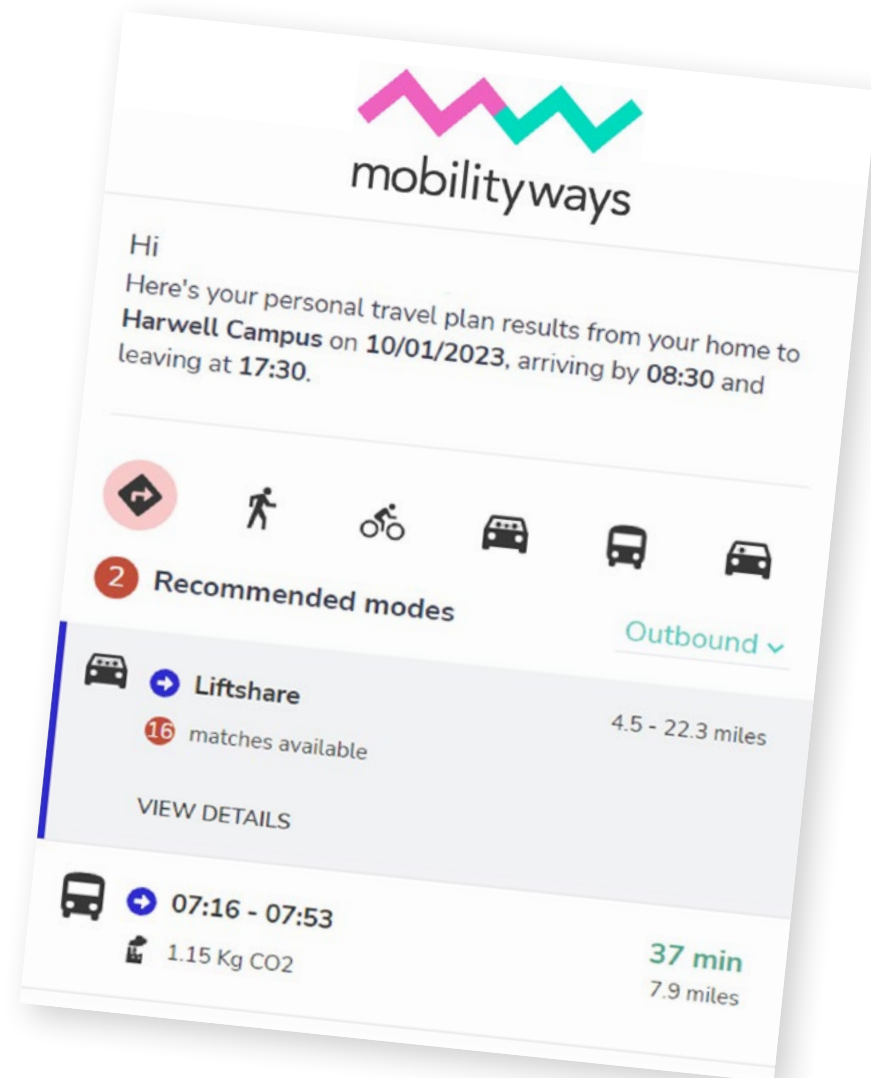 mobilityways
Hi
Here's your personal travel plan results from your home to
Harwell Campus on 10/01/2023, arriving by 08:30 and
leaving at 17:30.
2 Recommended modes
Outbound
Liftshare
4.5 - 22.3 miles
16 matches available
VIEW DETAILS
07:16 - 07:53
37 min
1.15 Kg CO2
7.9 miles